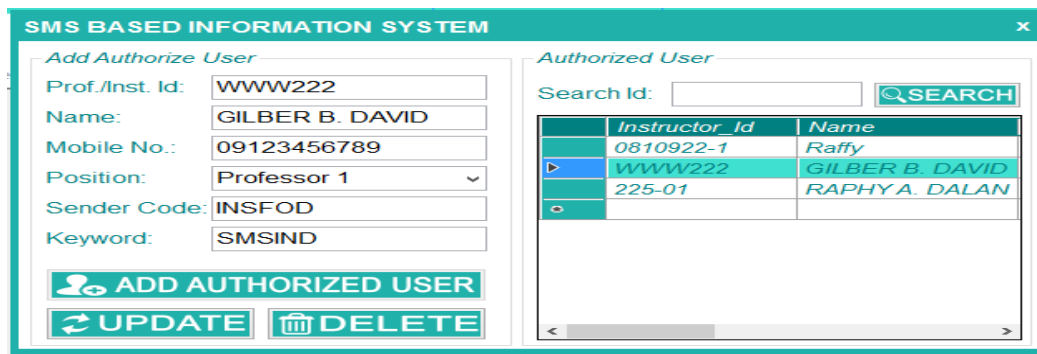 SMS BASED INFORMATION SYSTEM x
Add Authorize User
Prof./Inst. Id: WWW222
Name: GILBER B. DAVID
Mobile No.: 09123456789
Position: Professor 1
Sender Code: INSFOD
Keyword: SMSIND
ADD AUTHORIZED USER
UPDATE DELETE
Authorized User
Search Id: SEARCH
Instructor_Id Name
0810922-1 Raffy
WWW222 GILBER B. DAVID
225-01 RAPHY A. DALAN